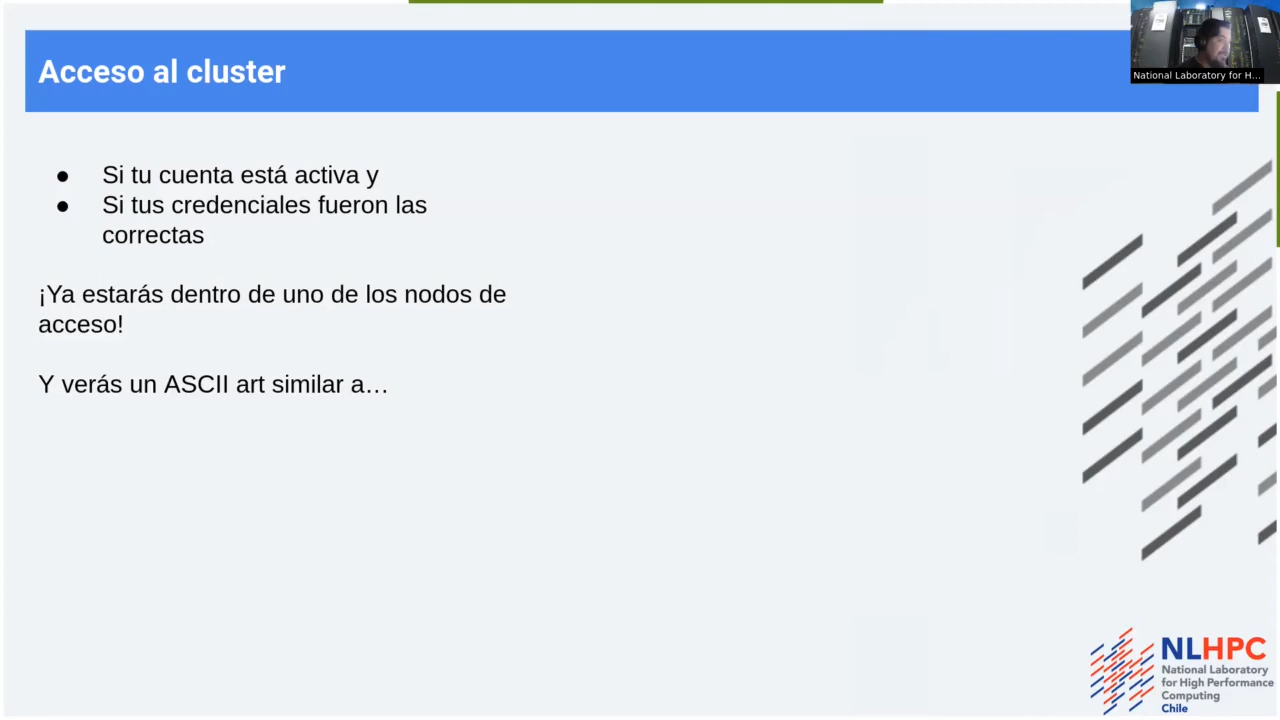 Acceso al cluster
National Laboratory for H...
● Si tu cuenta está activa y
● Si tus credenciales fueron las
correctas
¡Ya estarás dentro de uno de los nodos de
acceso!
Y verás un ASCII art similar a…
NLHPC
National Laboratory
for High Performance
Computing
Chile